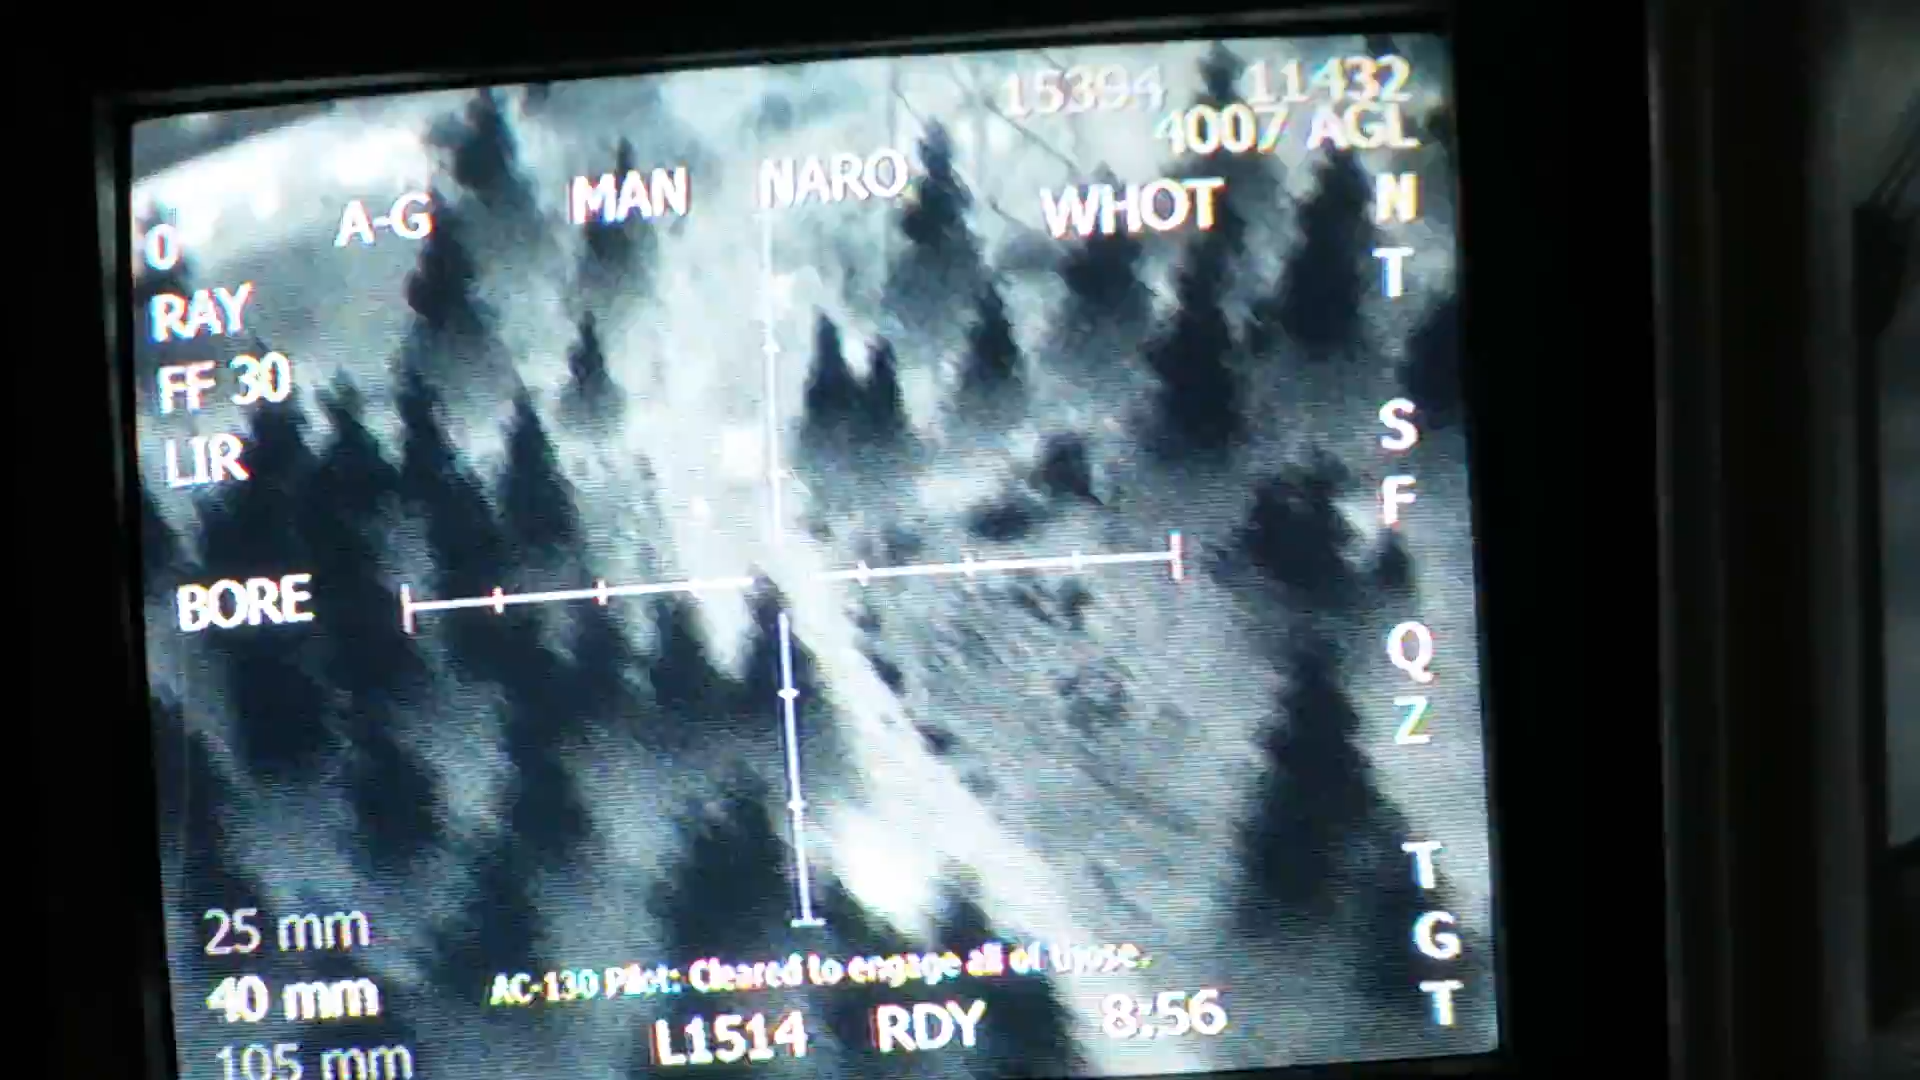 15394 11432
4007 AGL
0 A-G MAN NARO WHOT N
RAY T
FF 30
LIR S
F
BORE Q
Z
T
25 mm G
40 mm AC-130 Pilot: Cleared to engage all of those. T
105 mm L1514 RDY 8:56